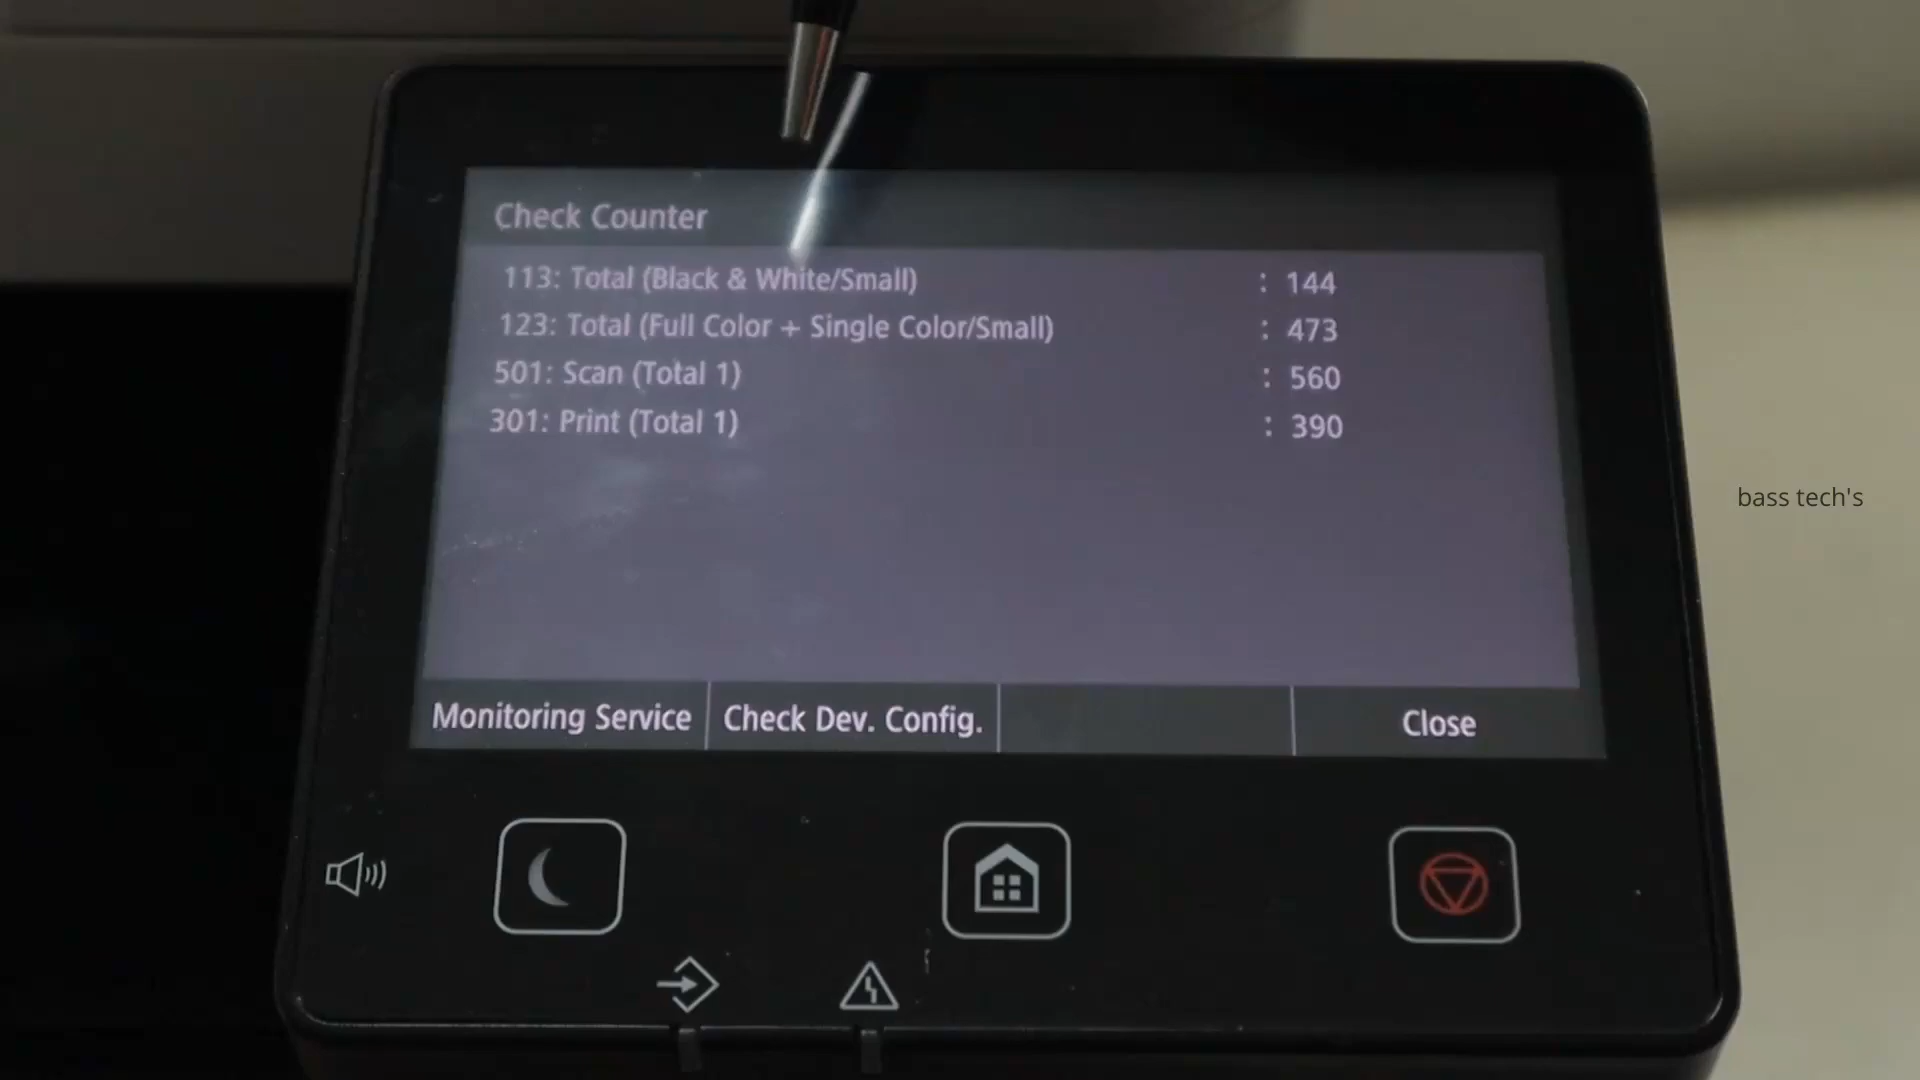 Check Counter
113: Total (Black & White/Small) : 144
123: Total (Full Color + Single Color/Small) : 473
501: Scan (Total 1) : 560
301: Print (Total 1) : 390
Monitoring Service Check Dev. Config. Close
bass tech's